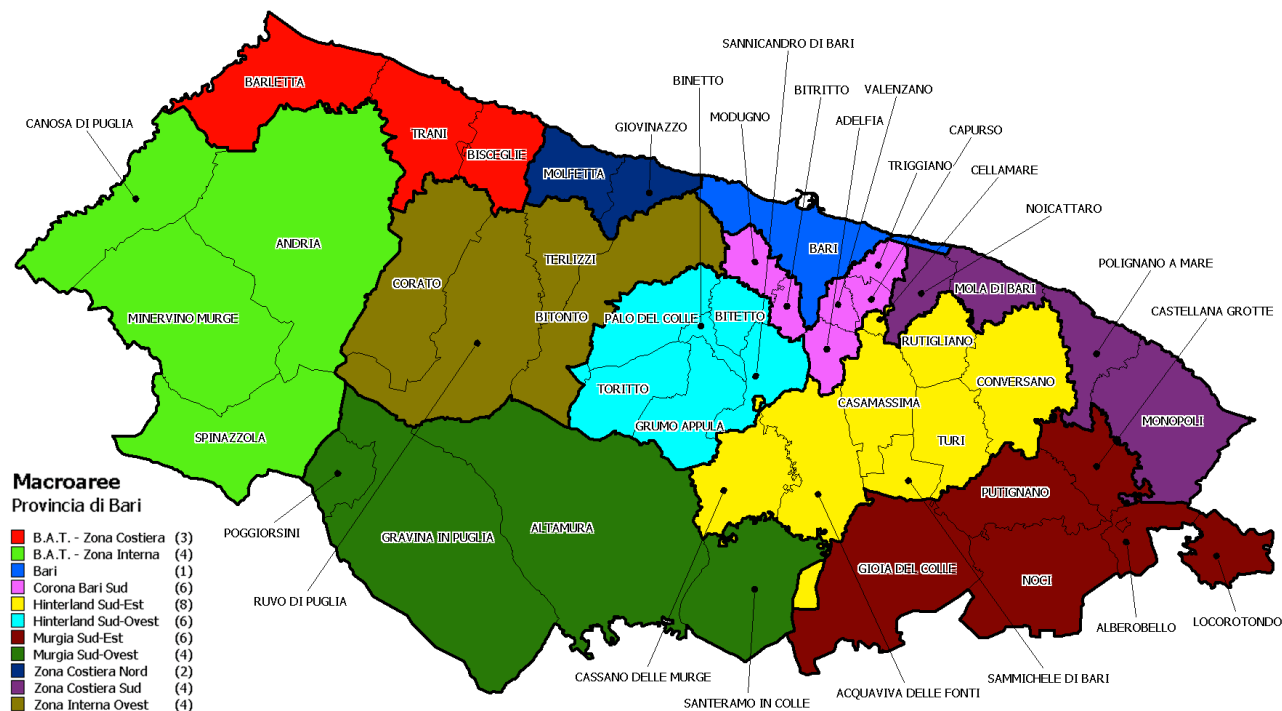 SANNICANDRO DI BARI
BINETTO
BITRITTO
VALENZANO
MODUGNO
ADELFIA
CAPURSO
GIOVINAZZO
TRIGGIANO
CELLAMARE
NOICATTARO
POLIGNANO A MARE
CASTELLANA GROTTE
CANOSA DI PUGLIA
BARLETTA
TRANI
BISCEGLIE
MOLFETTA
ANDRIA
TERLIZZI
BARI
CORATO
MOLA DI BARI
MINERVINO MURGE
BITONTO
PALO DEL COLLE
BITETTO
RUTIGLIANO
TORITTO
CONVERSANO
CASAMASSIMA
GRUMO APPULA
TURI
MONOPOLI
SPINAZZOLA
PUTIGNANO
POGGIORSINI
GRAVINA IN PUGLIA
ALTAMURA
GIOIA DEL COLLE
NOCI
RUVO DI PUGLIA
ALBEROBELLO
LOCOROTONDO
CASSANO DELLE MURGE
SANTERAMO IN COLLE
ACQUAVIVA DELLE FONTI
SAMMICHELE DI BARI
Macroaree
Provincia di Bari
B.A.T. - Zona Costiera (3)
B.A.T. - Zona Interna (4)
Bari (1)
Corona Bari Sud (6)
Hinterland Sud-Est (8)
Hinterland Sud-Ovest (6)
Murgia Sud-Est (6)
Murgia Sud-Ovest (4)
Zona Costiera Nord (2)
Zona Costiera Sud (4)
Zona Interna Ovest (4)